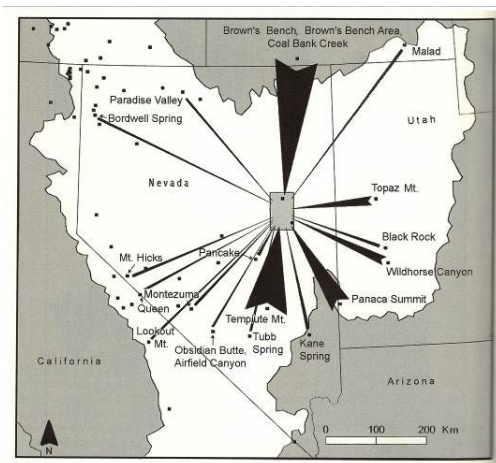 Brown's Bench, Brown's Bench Area,
Coal Bank Creek
Malad
Paradise Valley
Bordwell Spring
Utah
Nevada
Topaz Mt.
Black Rock
Pancake
Mt. Hicks
Wildhorse Canyon
Montezuma
Queen
Panaca Summit
Tempiute Mt.
Lookout
Mt.
Tubb
Spring
Kane
Spring
Obsidian Butte,
Airfield Canyon
California
Arizona
0 100 200 Km
N